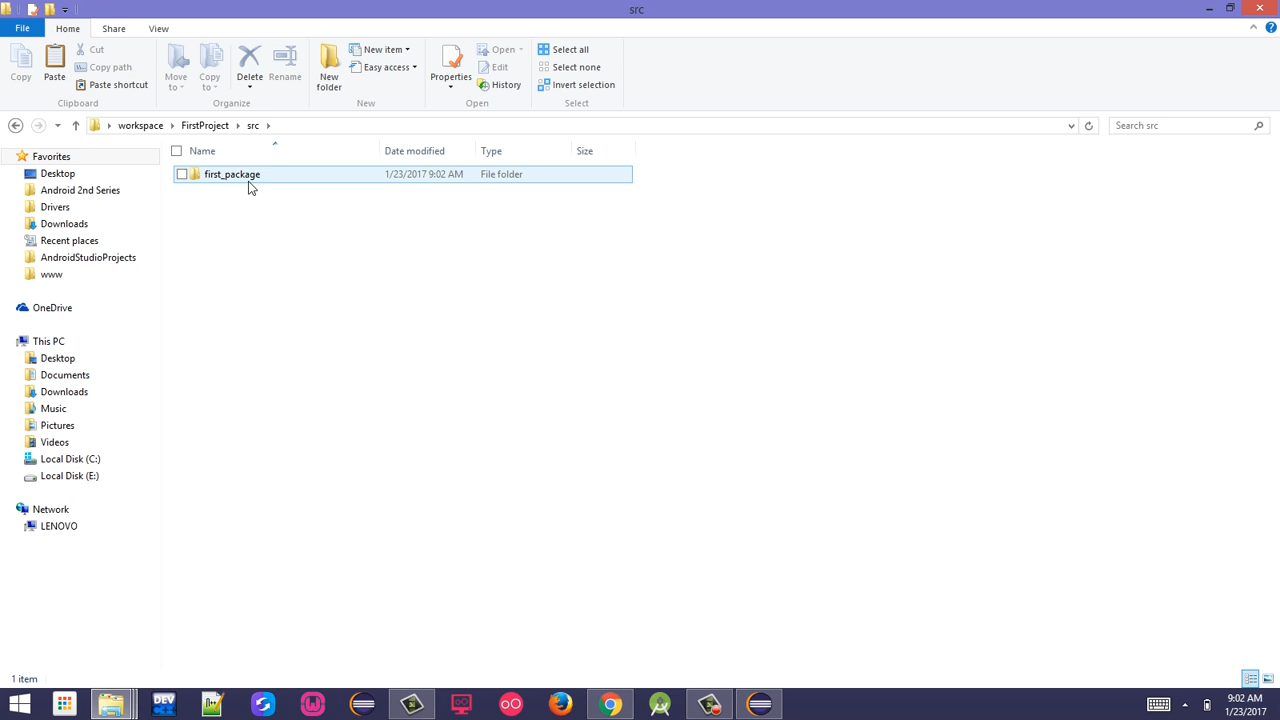 src
File Home Share View
Copy
Paste
Cut
Copy path
Paste shortcut
Clipboard
Move to
Copy to
Delete
Rename
Organize
New folder
New item
Easy access
New
Properties
Open
Edit
History
Open
Select all
Select none
Invert selection
Select
workspace FirstProject src
Search src
Name Date modified Type Size
first_package 1/23/2017 9:02 AM File folder
Favorites
Desktop
Android 2nd Series
Drivers
Downloads
Recent places
AndroidStudioProjects
www
OneDrive
This PC
Desktop
Documents
Downloads
Music
Pictures
Videos
Local Disk (C:)
Local Disk (E:)
Network
LENOVO
1 item
DEV
9:02 AM
1/23/2017